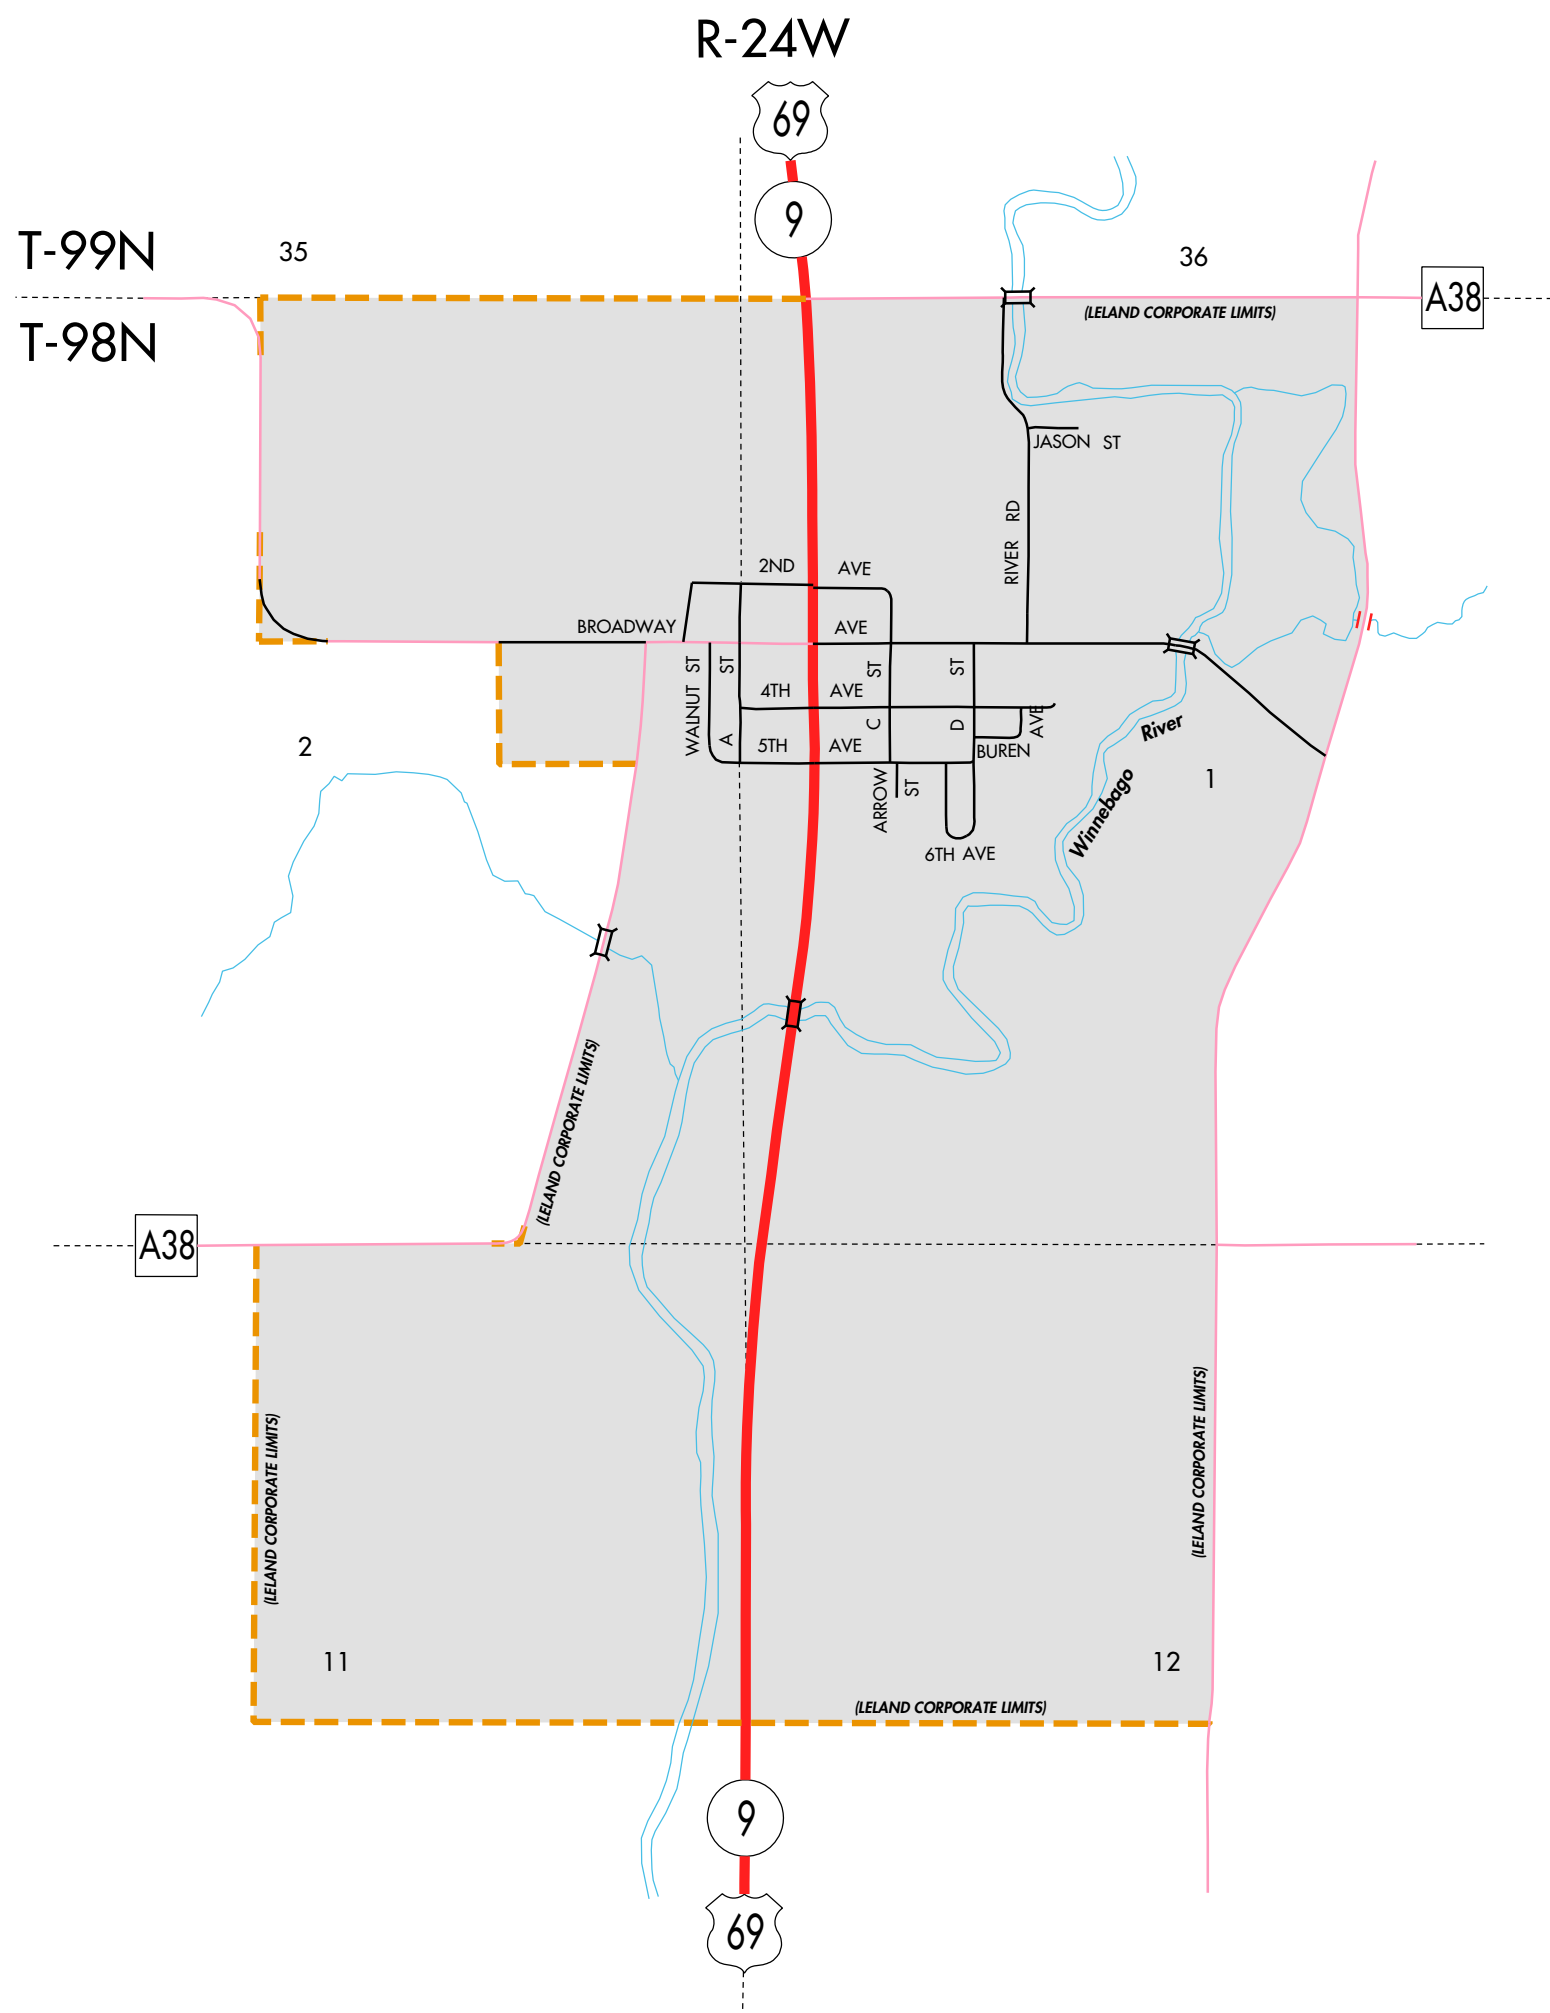 R-24W
69
9
T-99N
35
36
A38
(LELAND CORPORATE LIMITS)
T-98N
JASON ST
RIVER RD
2ND AVE
BROADWAY AVE
WALNUT ST
A ST
C ST
D ST
4TH AVE
5TH AVE
BUREN AVE
ARROW ST
6TH AVE
2
1
Winnebago River
(LELAND CORPORATE LIMITS)
A38
(LELAND CORPORATE LIMITS)
(LELAND CORPORATE LIMITS)
11
12
(LELAND CORPORATE LIMITS)
9
69